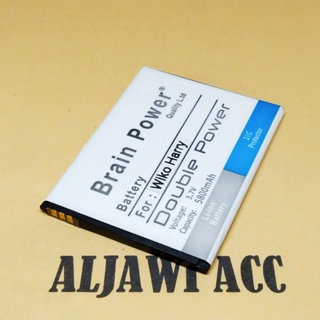 Brain Power®
Quality Ltd
Battery
For : Wiko Harry
Double Power
Voltage: 3.7V
Capacity: 5800mAh
I/C
Protector
Li-ion
Battery
ALJAWI ACC